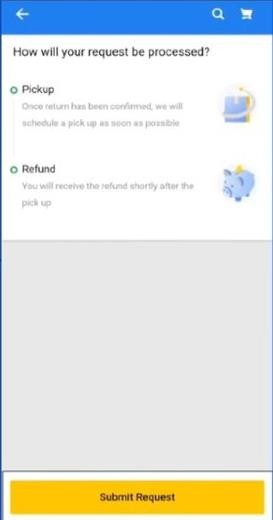 How will your request be processed?
Pickup
Once return has been confirmed, we will
schedule a pick up as soon as possible
Refund
You will receive the refund shortly after the
pick up
Submit Request